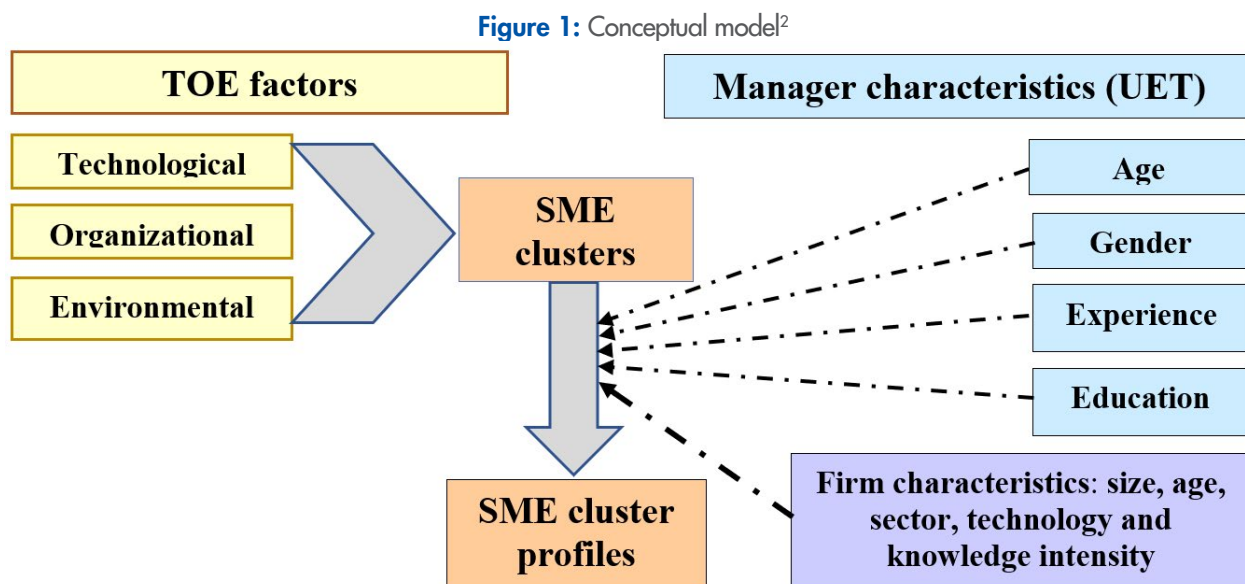 Figure 1: Conceptual model²
TOE factors
Manager characteristics (UET)
Technological
Organizational
Environmental
SME
clusters
Age
Gender
Experience
Education
SME cluster
profiles
Firm characteristics: size, age,
sector, technology and
knowledge intensity